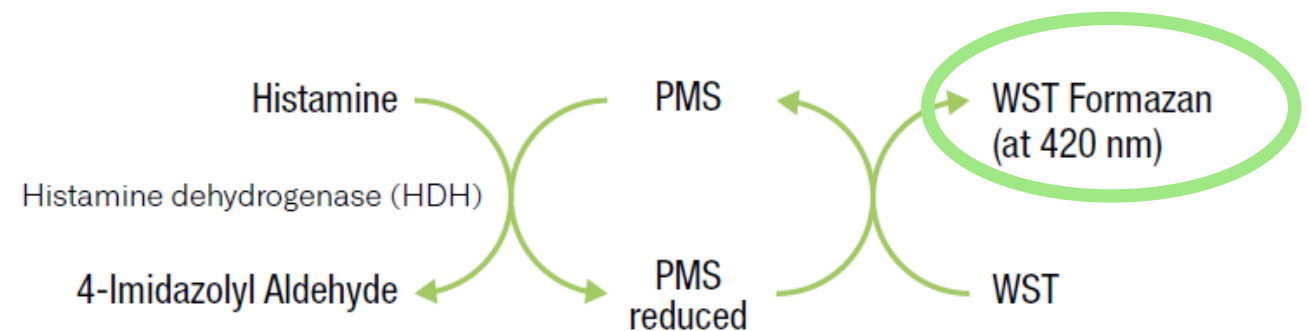 Histamine
PMS
WST Formazan
(at 420 nm)
Histamine dehydrogenase (HDH)
4-Imidazolyl Aldehyde
PMS
reduced
WST